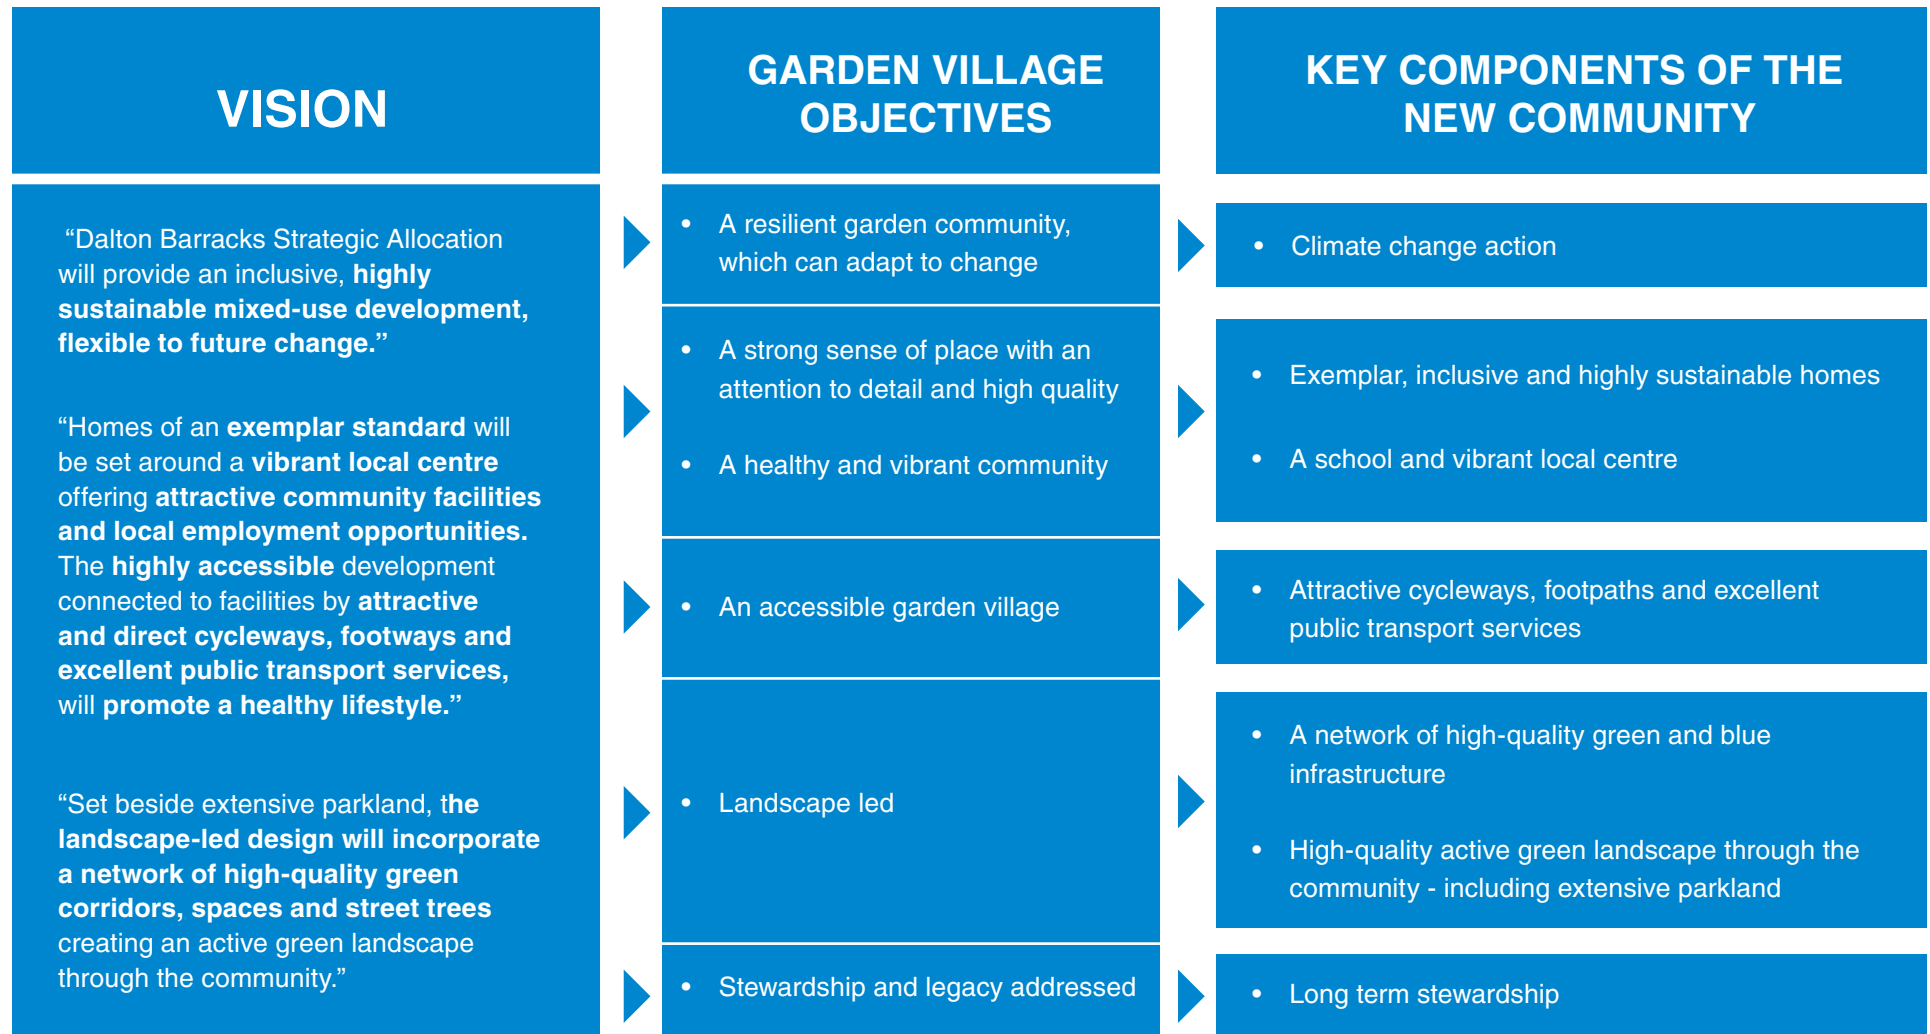 VISION
“Dalton Barracks Strategic Allocation
will provide an inclusive, highly
sustainable mixed-use development,
flexible to future change.”
“Homes of an exemplar standard will
be set around a vibrant local centre
offering attractive community facilities
and local employment opportunities.
The highly accessible development
connected to facilities by attractive
and direct cycleways, footways and
excellent public transport services,
will promote a healthy lifestyle.”
“Set beside extensive parkland, the
landscape-led design will incorporate
a network of high-quality green
corridors, spaces and street trees
creating an active green landscape
through the community.”
GARDEN VILLAGE
OBJECTIVES
• A resilient garden community,
which can adapt to change
• A strong sense of place with an
attention to detail and high quality
• A healthy and vibrant community
• An accessible garden village
• Landscape led
• Stewardship and legacy addressed
KEY COMPONENTS OF THE
NEW COMMUNITY
• Climate change action
• Exemplar, inclusive and highly sustainable homes
• A school and vibrant local centre
• Attractive cycleways, footpaths and excellent
public transport services
• A network of high-quality green and blue
infrastructure
• High-quality active green landscape through the
community - including extensive parkland
• Long term stewardship